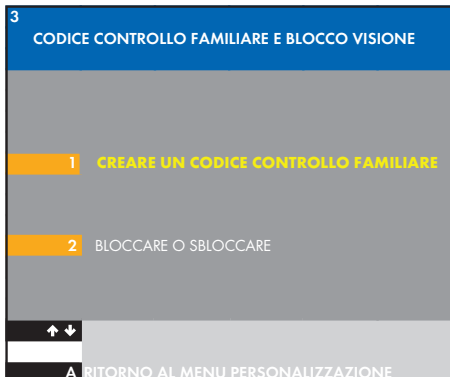 3
CODICE CONTROLLO FAMILIARE E BLOCCO VISIONE
1 CREARE UN CODICE CONTROLLO FAMILIARE
2 BLOCCARE O SBLOCCARE
A RITORNO AL MENU PERSONALIZZAZIONE